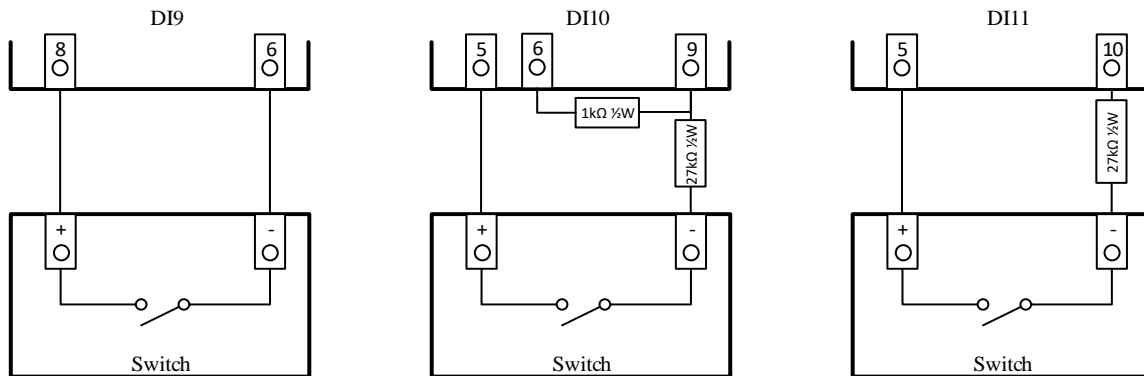 DI9 DI10 DI11
8 6 5 6 9 5 10
1kΩ ½W
27kΩ ½W 27kΩ ½W
+ - + - + -
Switch Switch Switch